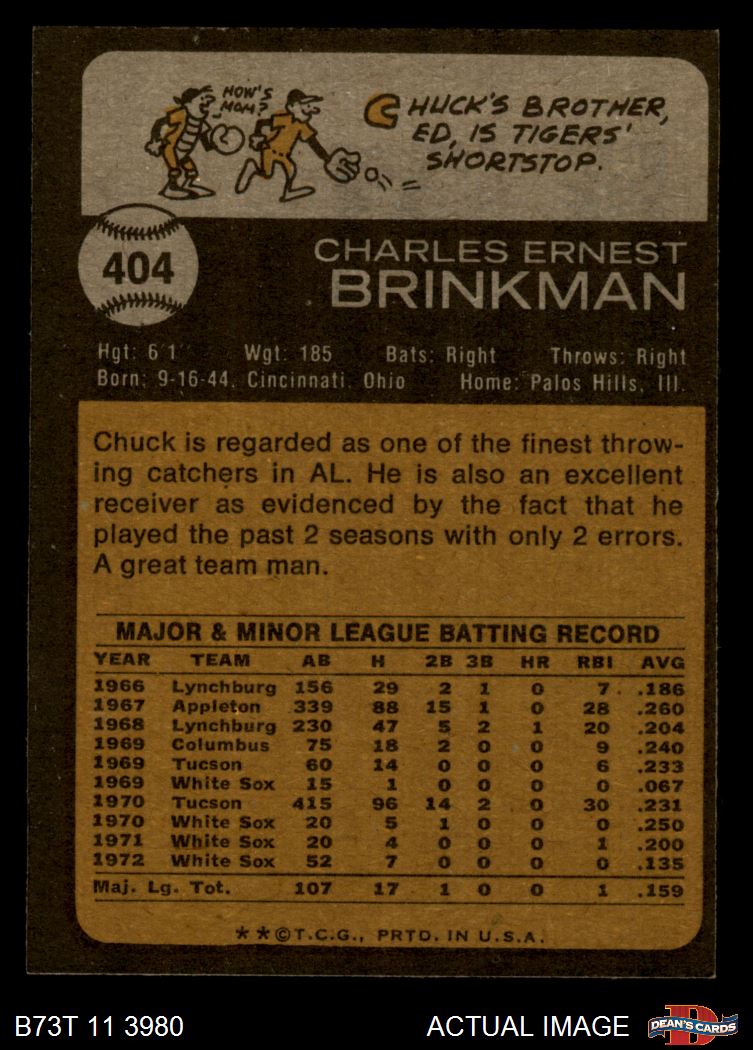 HOW'S
MOM?
CHUCK'S BROTHER,
ED, IS TIGERS'
SHORTSTOP.
404
CHARLES ERNEST
BRINKMAN
Hgt: 6'1" Wgt: 185 Bats: Right Throws: Right
Born: 9-16-44, Cincinnati, Ohio Home: Palos Hills, Ill.
Chuck is regarded as one of the finest throw-
ing catchers in AL. He is also an excellent
receiver as evidenced by the fact that he
played the past 2 seasons with only 2 errors.
A great team man.
MAJOR & MINOR LEAGUE BATTING RECORD
YEAR TEAM AB H 2B 3B HR RBI AVG
1966 Lynchburg 156 29 2 1 0 7 .186
1967 Appleton 339 88 15 1 0 28 .260
1968 Lynchburg 230 47 5 2 1 20 .204
1969 Columbus 75 18 2 0 0 9 .240
1969 Tucson 60 14 0 0 0 6 .233
1969 White Sox 15 1 0 0 0 0 .067
1970 Tucson 415 96 14 2 0 30 .231
1970 White Sox 20 5 1 0 0 0 .250
1971 White Sox 20 4 0 0 0 1 .200
1972 White Sox 52 7 0 0 0 0 .135
Maj. Lg. Tot. 107 17 1 0 0 1 .159
**©T.C.G., PRTD. IN U.S.A.
B73T 11 3980 ACTUAL IMAGE
D
DEAN'S CARDS